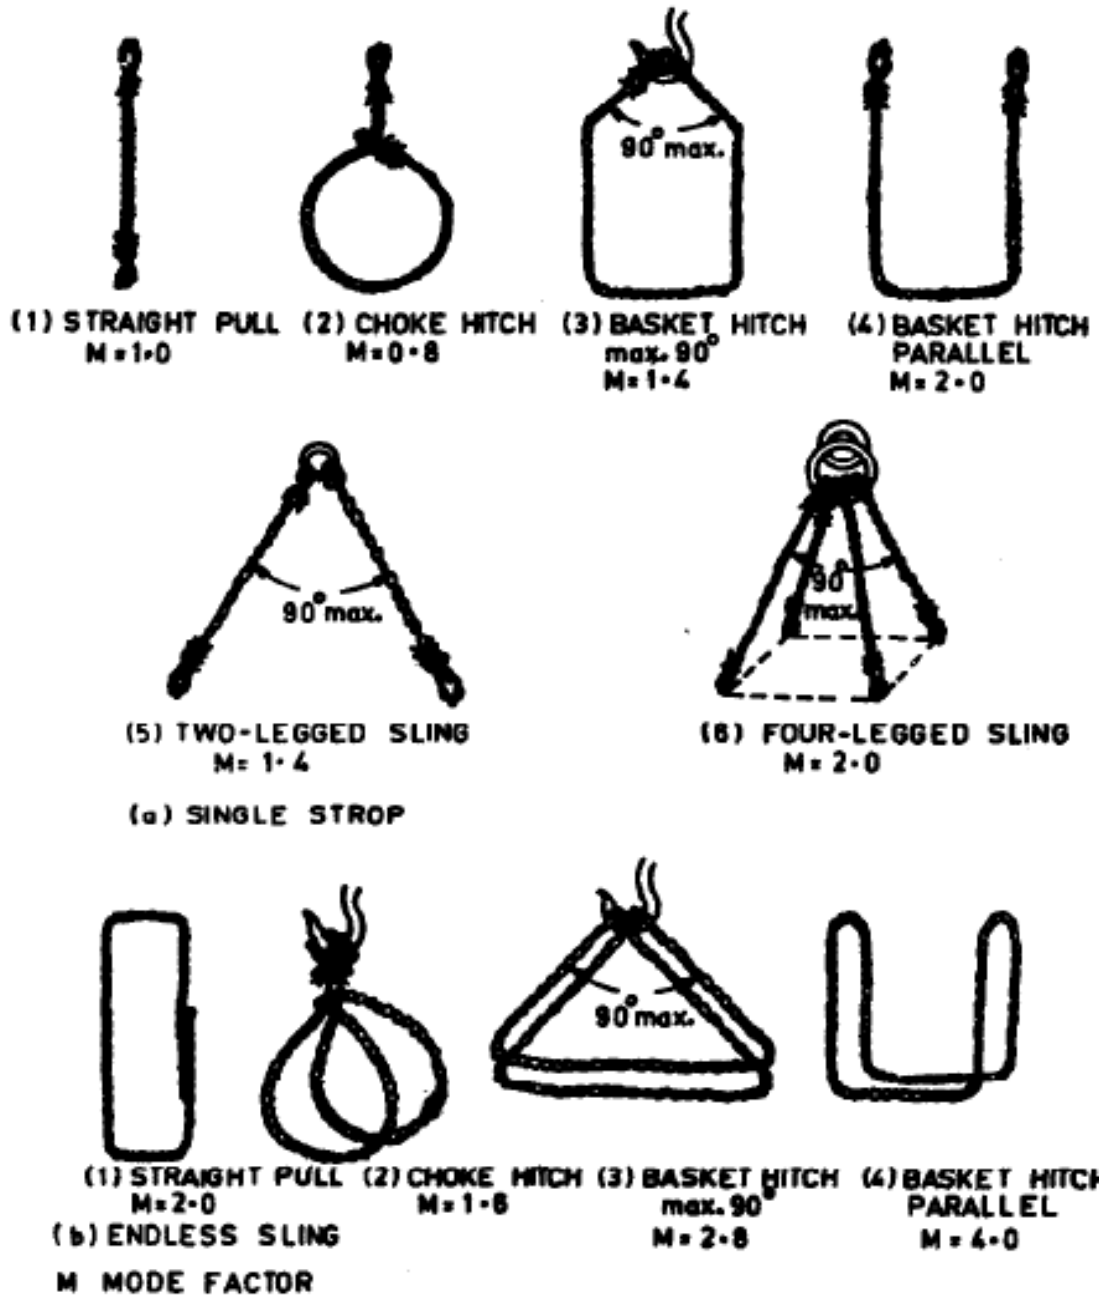 90° max.
(1) STRAIGHT PULL
M=1·0
(2) CHOKE HITCH
M=0·8
(3) BASKET HITCH
max. 90°
M=1·4
(4) BASKET HITCH
PARALLEL
M=2·0
90° max.
90°
max.
(5) TWO-LEGGED SLING
M=1·4
(6) FOUR-LEGGED SLING
M=2·0
(a) SINGLE STROP
90° max.
(1) STRAIGHT PULL
M=2·0
(2) CHOKE HITCH
M=1·6
(3) BASKET HITCH
max. 90°
M=2·8
(4) BASKET HITCH
PARALLEL
M=4·0
(b) ENDLESS SLING
M MODE FACTOR